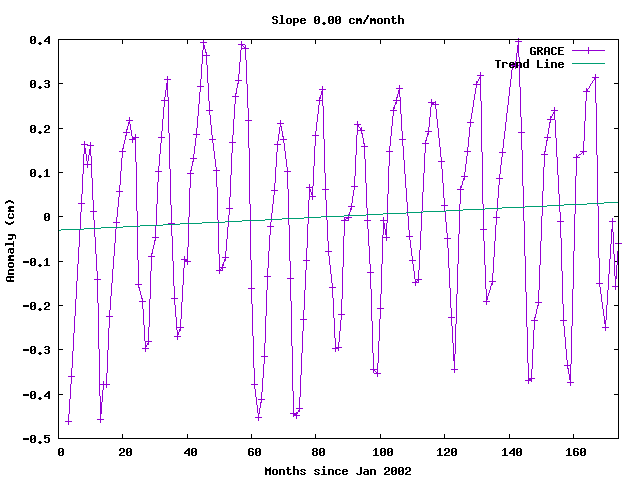 Slope 0.00 cm/month
GRACE
Trend Line
0.4
0.3
0.2
0.1
0
-0.1
-0.2
-0.3
-0.4
-0.5
Anomaly (cm)
0 20 40 60 80 100 120 140 160
Months since Jan 2002